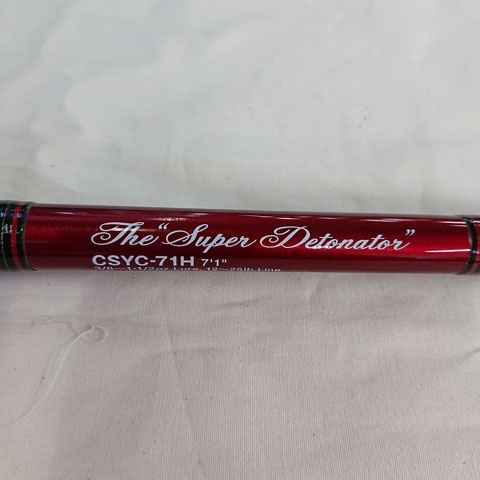 The "Super Detonator"
CSYC-71H 7'1"
3/8~1·1/2oz Lure, 12~25lb Line